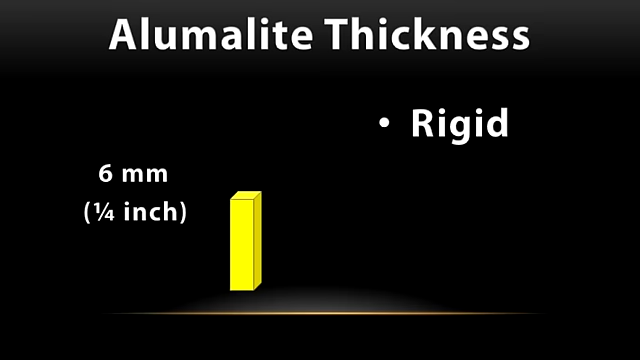 Alumalite Thickness
• Rigid
6 mm
(¼ inch)